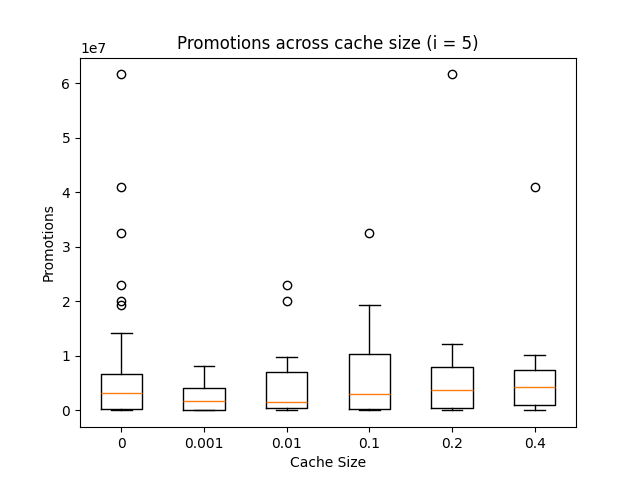 Promotions across cache size (i = 5)
1e7
6
5
4
3
2
1
0
Promotions
0 0.001 0.01 0.1 0.2 0.4
Cache Size